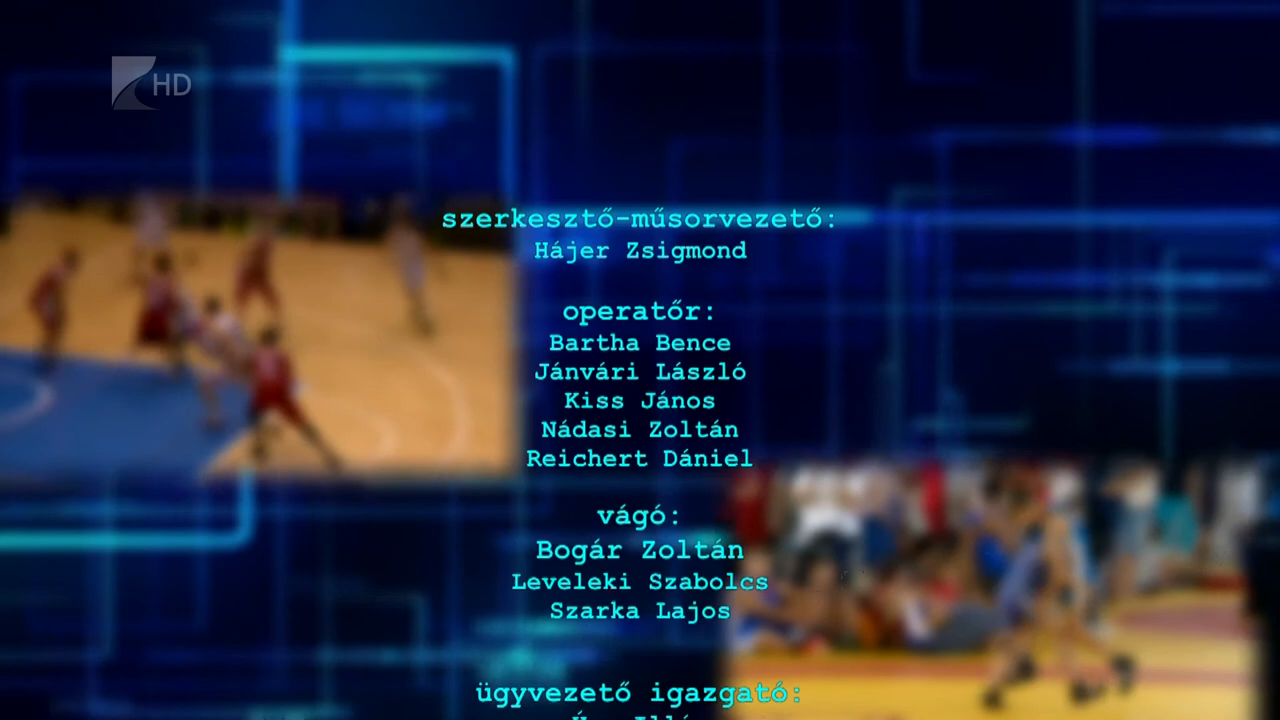 HD
szerkesztő-műsorvezető:
Hájer Zsigmond
operatőr:
Bartha Bence
Jánvári László
Kiss János
Nádasi Zoltán
Reichert Dániel
vágó:
Bogár Zoltán
Leveleki Szabolcs
Szarka Lajos
ügyvezető igazgató: